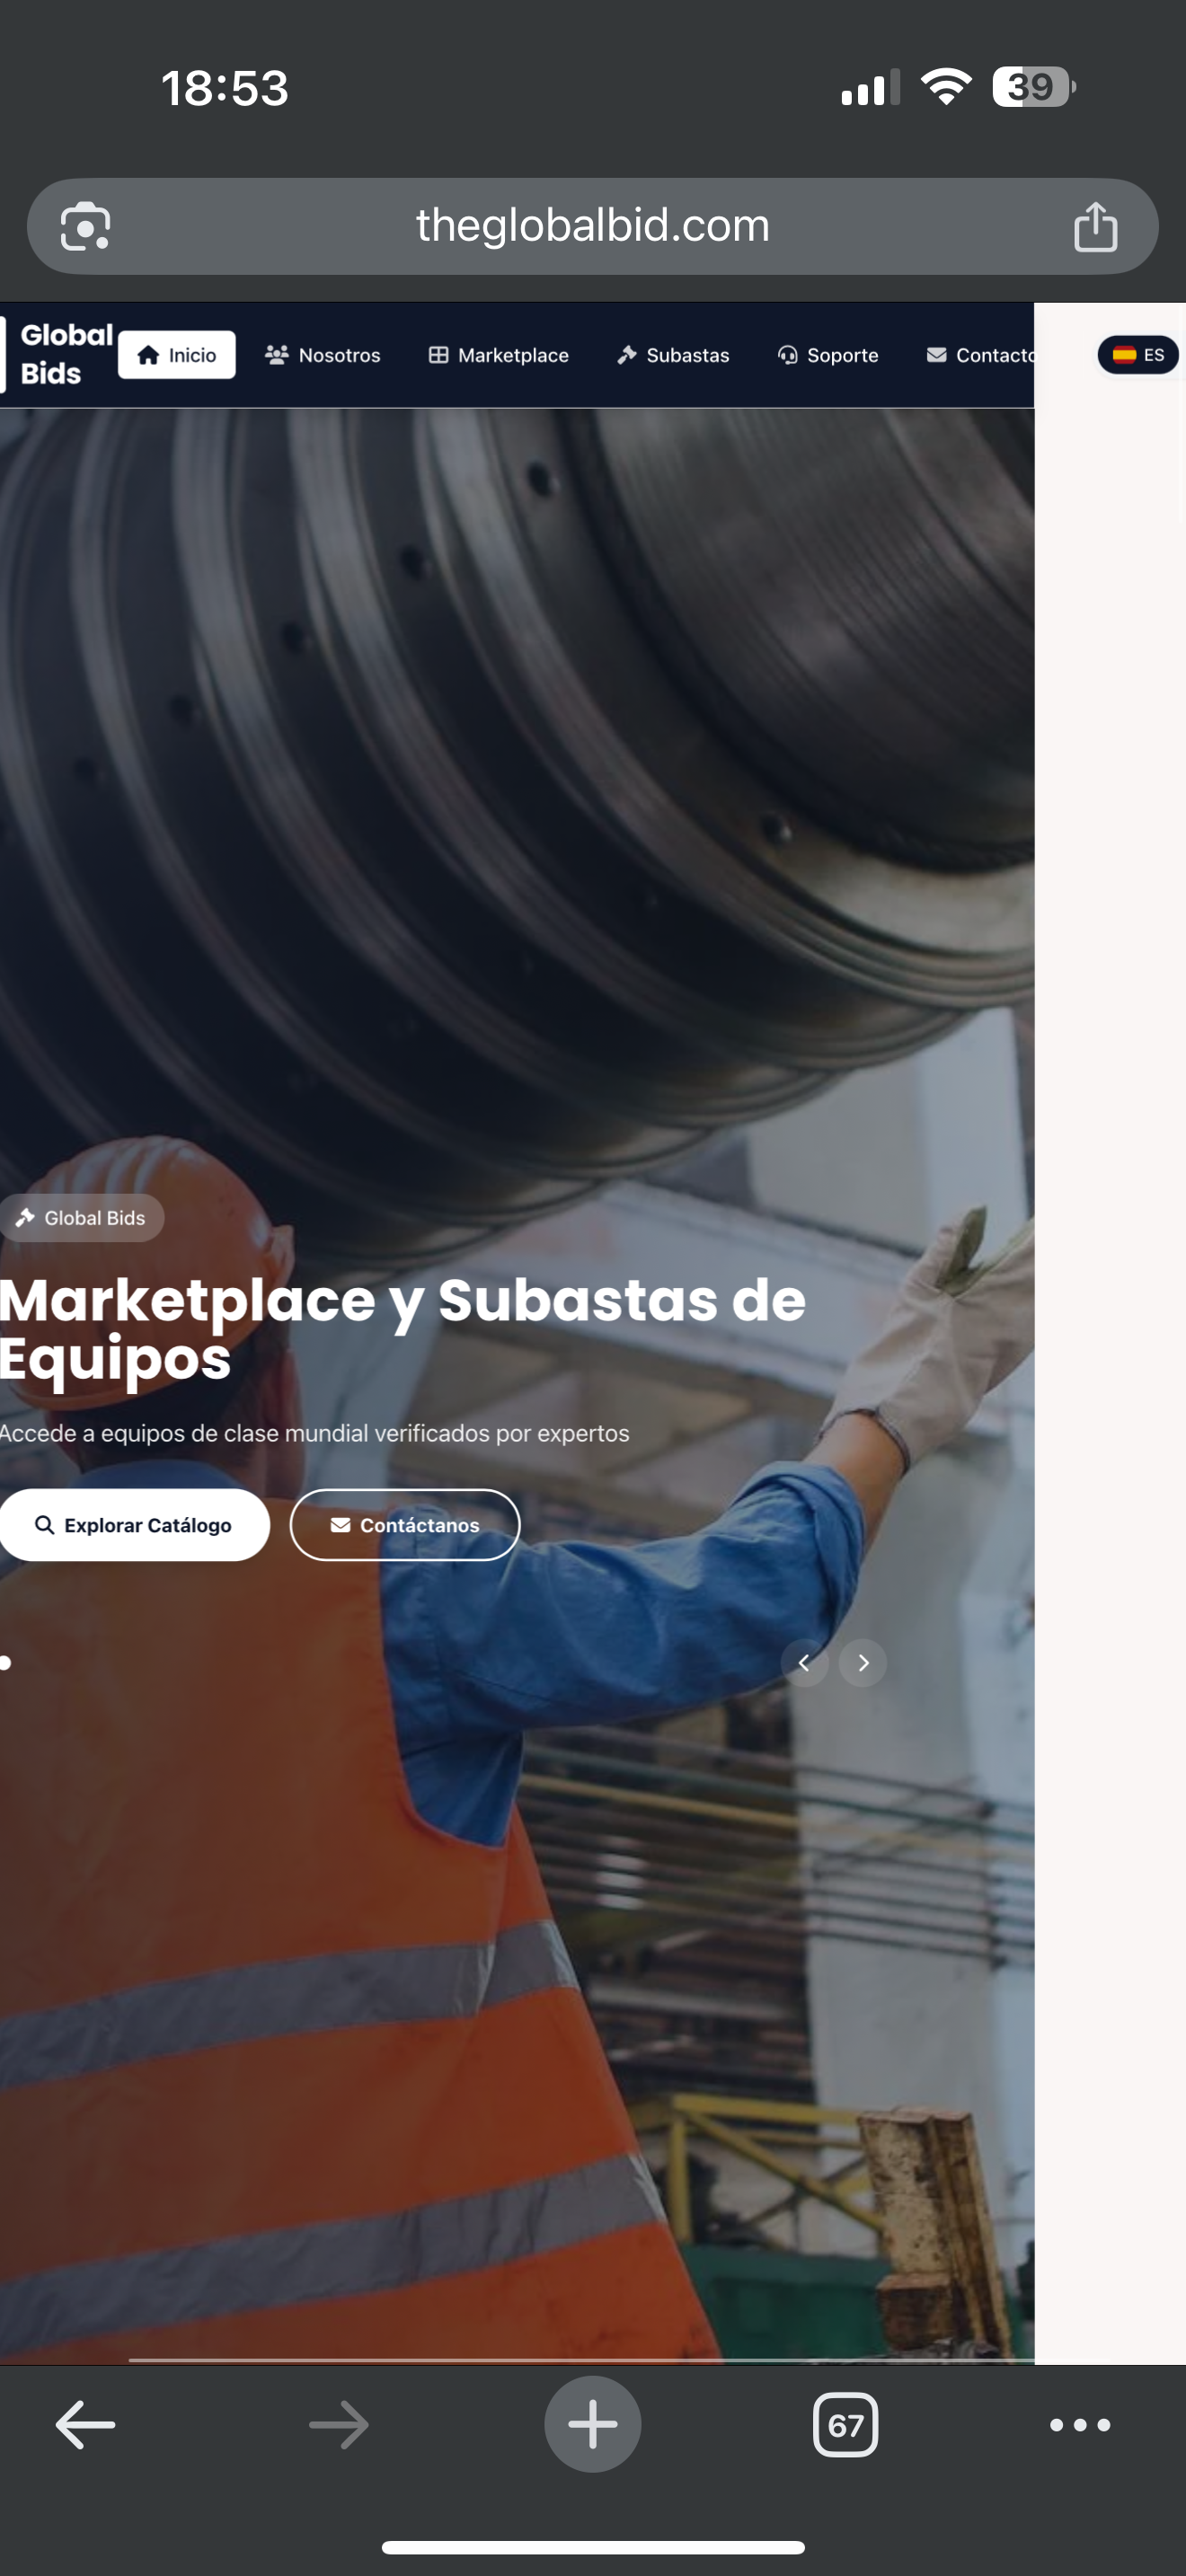 18:53
39
theglobalbid.com
Global
Bids
Inicio
Nosotros
Marketplace
Subastas
Soporte
Contacto
ES
Global Bids
Marketplace y Subastas de
Equipos
Accede a equipos de clase mundial verificados por expertos
Explorar Catálogo
Contáctanos
67